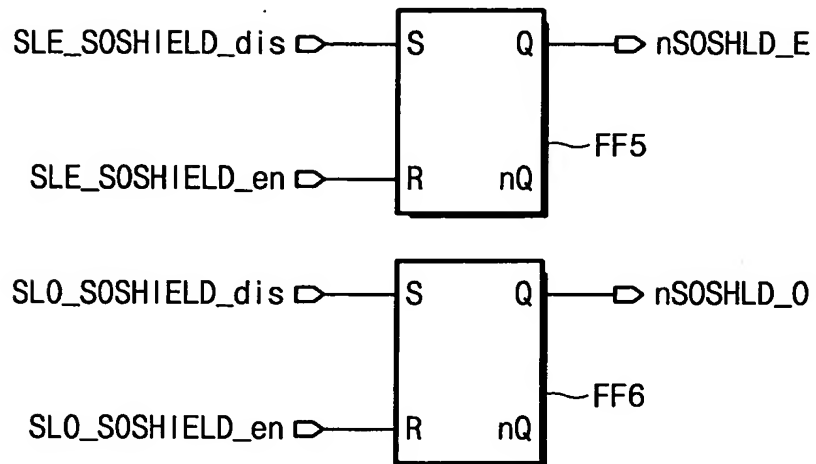 SLE_SOSHIELD_dis S Q nSOSHLD_E
FF5
SLE_SOSHIELD_en R nQ
SLO_SOSHIELD_dis S Q nSOSHLD_O
FF6
SLO_SOSHIELD_en R nQ